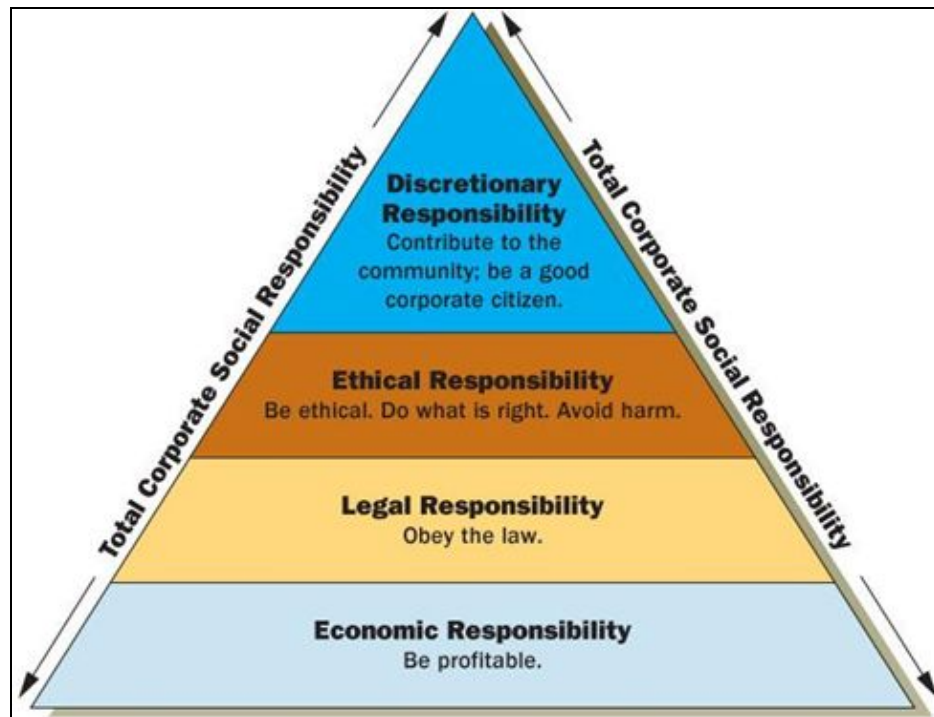 Total Corporate Social Responsibility
Total Corporate Social Responsibility
Discretionary
Responsibility
Contribute to the
community; be a good
corporate citizen.
Ethical Responsibility
Be ethical. Do what is right. Avoid harm.
Legal Responsibility
Obey the law.
Economic Responsibility
Be profitable.